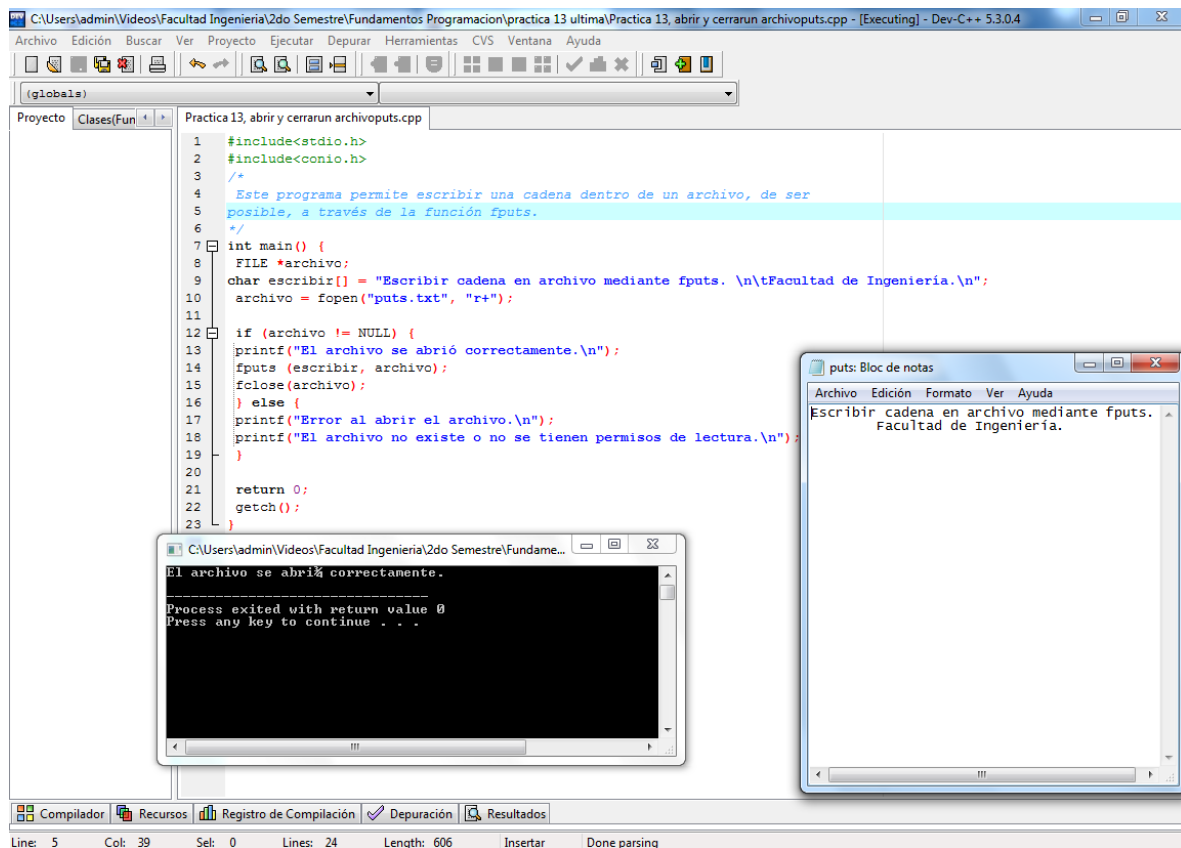 C:\Users\admin\Videos\Facultad Ingenieria\2do Semestre\Fundamentos Programacion\practica 13 ultima\Practica 13, abrir y cerrarun archivoputs.cpp - [Executing] - Dev-C++ 5.3.0.4
Archivo Edición Buscar Ver Proyecto Ejecutar Depurar Herramientas CVS Ventana Ayuda
(globals)
Proyecto Clases(Fun
Practica 13, abrir y cerrarun archivoputs.cpp
1 #include<stdio.h>
2 #include<conio.h>
3 /*
4 Este programa permite escribir una cadena dentro de un archivo, de ser
5 posible, a través de la función fputs.
6 */
7 int main() {
8 FILE *archivo;
9 char escribir[] = "Escribir cadena en archivo mediante fputs. \n\tFacultad de Ingeniería.\n";
10 archivo = fopen("puts.txt", "r+");
11
12 if (archivo != NULL) {
13 printf("El archivo se abrió correctamente.\n");
14 fputs (escribir, archivo);
15 fclose(archivo);
16 } else {
17 printf("Error al abrir el archivo.\n");
18 printf("El archivo no existe o no se tienen permisos de lectura.\n");
19 }
20
21 return 0;
22 getch();
23 }
puts: Bloc de notas
Archivo Edición Formato Ver Ayuda
Escribir cadena en archivo mediante fputs.
Facultad de Ingeniería.
C:\Users\admin\Videos\Facultad Ingenieria\2do Semestre\Fundame...
El archivo se abri¾ correctamente.
--------------------------------
Process exited with return value 0
Press any key to continue . . .
Compilador Recursos Registro de Compilación Depuración Resultados
Line: 5 Col: 39 Sel: 0 Lines: 24 Length: 606 Insertar Done parsing